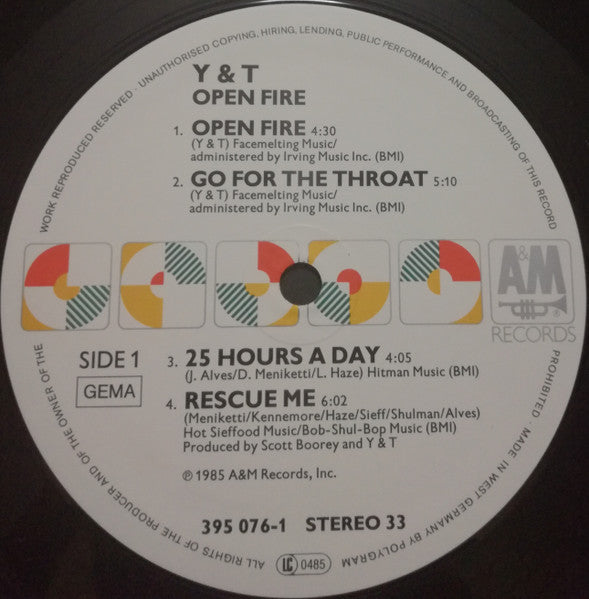 WORK REPRODUCED RESERVED · UNAUTHORISED COPYING, HIRING, LENDING, PUBLIC PERFORMANCE AND BROADCASTING OF THIS RECORD
Y & T
OPEN FIRE
1. OPEN FIRE 4:30
(Y & T) Facemelting Music/
administered by Irving Music Inc. (BMI)
2. GO FOR THE THROAT 5:10
(Y & T) Facemelting Music/
administered by Irving Music Inc. (BMI)
A&M
RECORDS
SIDE 1
GEMA
3. 25 HOURS A DAY 4:05
(J. Alves/D. Meniketti/L. Haze) Hitman Music (BMI)
4. RESCUE ME 6:02
(Meniketti/Kennemore/Haze/Sieff/Shulman/Alves)
Hot Sieffood Music/Bob-Shul-Bop Music (BMI)
Produced by Scott Boorey and Y & T
℗ 1985 A&M Records, Inc.
395 076-1 STEREO 33
LC 0485
PROHIBITED · MADE IN WEST GERMANY BY POLYGRAM
ALL RIGHTS OF THE PRODUCER AND OF THE OWNER OF THE